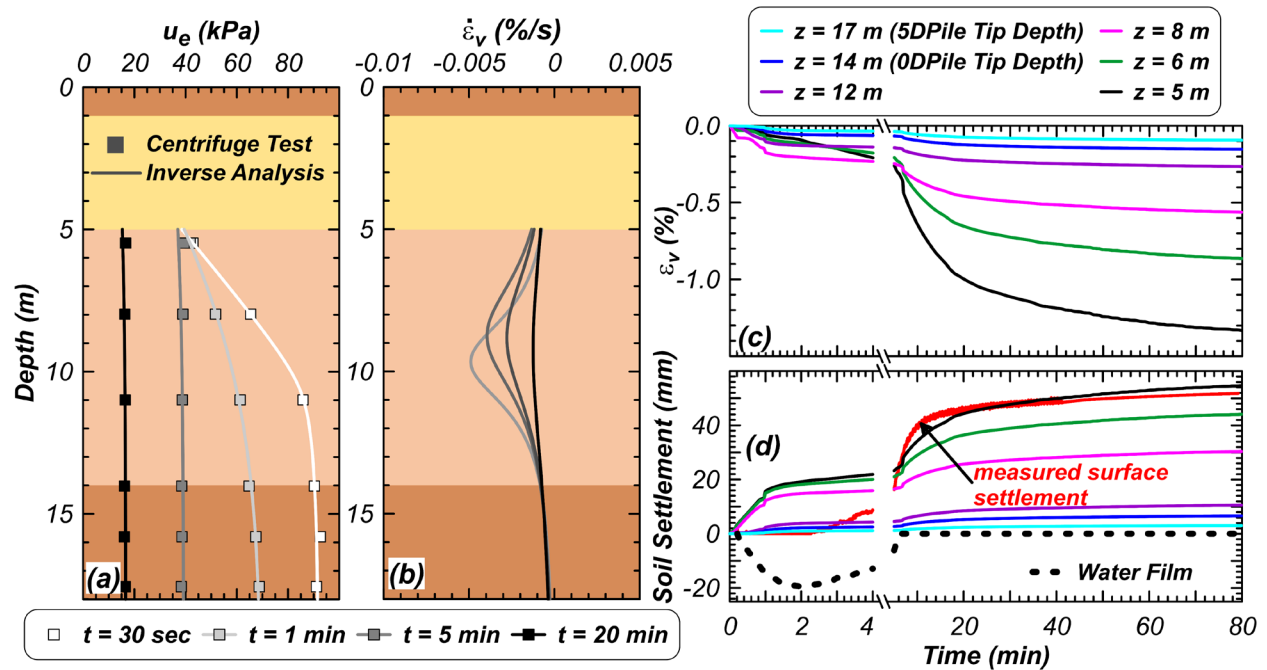 u_e (kPa)
0 20 40 60 80
ε̇_v (%/s)
-0.01 -0.005 0 0.005
z = 17 m (5DPile Tip Depth)
z = 14 m (0DPile Tip Depth)
z = 12 m
z = 8 m
z = 6 m
z = 5 m
Depth (m)
0
5
10
15
Centrifuge Test
Inverse Analysis
(a)
(b)
ε_v (%)
0.0
-0.5
-1.0
(c)
Soil Settlement (mm)
40
20
0
-20
(d)
measured surface
settlement
Water Film
0 2 4 20 40 60 80
Time (min)
t = 30 sec t = 1 min t = 5 min t = 20 min